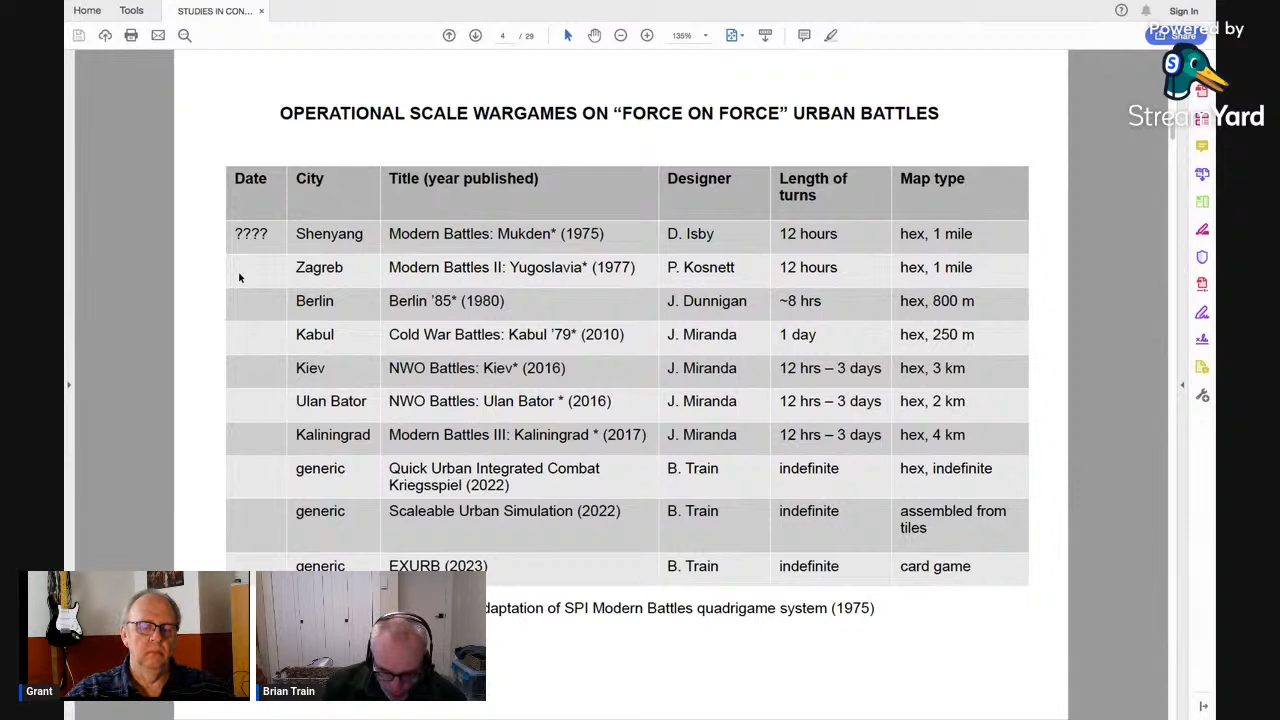 Home Tools STUDIES IN CON... × Sign In
4 / 29 135% Share
Powered by
StreamYard
OPERATIONAL SCALE WARGAMES ON “FORCE ON FORCE” URBAN BATTLES
Date City Title (year published) Designer Length of turns Map type
???? Shenyang Modern Battles: Mukden* (1975) D. Isby 12 hours hex, 1 mile
Zagreb Modern Battles II: Yugoslavia* (1977) P. Kosnett 12 hours hex, 1 mile
Berlin Berlin ’85* (1980) J. Dunnigan ~8 hrs hex, 800 m
Kabul Cold War Battles: Kabul ’79* (2010) J. Miranda 1 day hex, 250 m
Kiev NWO Battles: Kiev* (2016) J. Miranda 12 hrs – 3 days hex, 3 km
Ulan Bator NWO Battles: Ulan Bator * (2016) J. Miranda 12 hrs – 3 days hex, 2 km
Kaliningrad Modern Battles III: Kaliningrad * (2017) J. Miranda 12 hrs – 3 days hex, 4 km
generic Quick Urban Integrated Combat Kriegsspiel (2022) B. Train indefinite hex, indefinite
generic Scaleable Urban Simulation (2022) B. Train indefinite assembled from tiles
generic EXURB (2023) B. Train indefinite card game
daptation of SPI Modern Battles quadrigame system (1975)
Grant
Brian Train